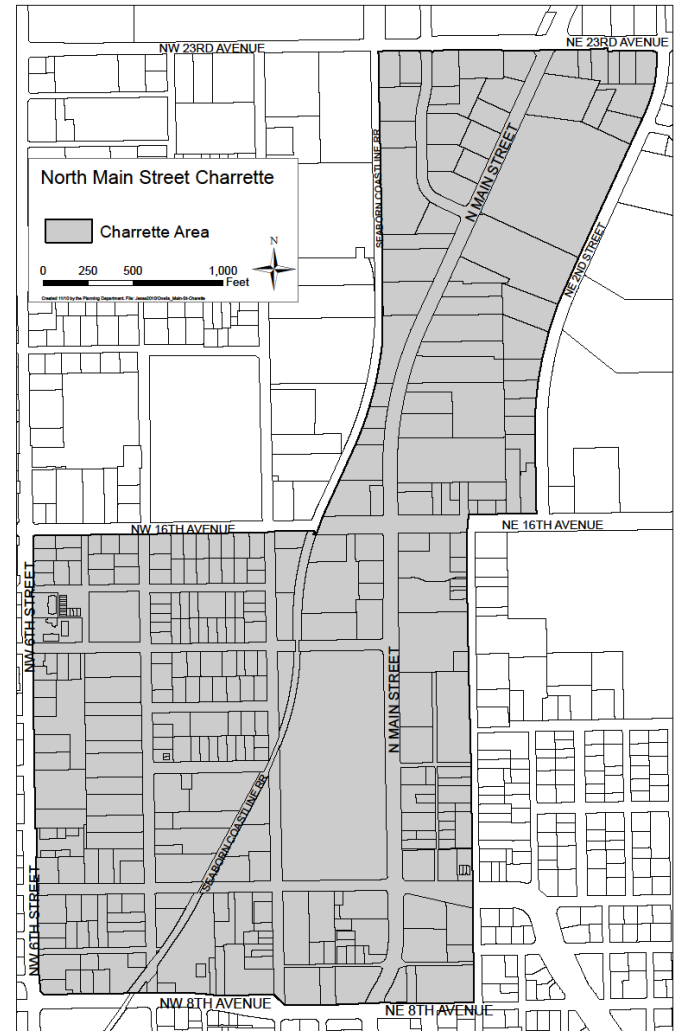 NW 23RD AVENUE
NE 23RD AVENUE
SEABORN COASTLINE RR
N MAIN STREET
North Main Street Charrette
Charrette Area
N
0 250 500 1,000
Feet
NE 2ND STREET
NW 16TH AVENUE
NE 16TH AVENUE
NW 6TH STREET
N MAIN STREET
SEABORN COASTLINE RR
NW 6TH STREET
NW 8TH AVENUE
NE 8TH AVENUE